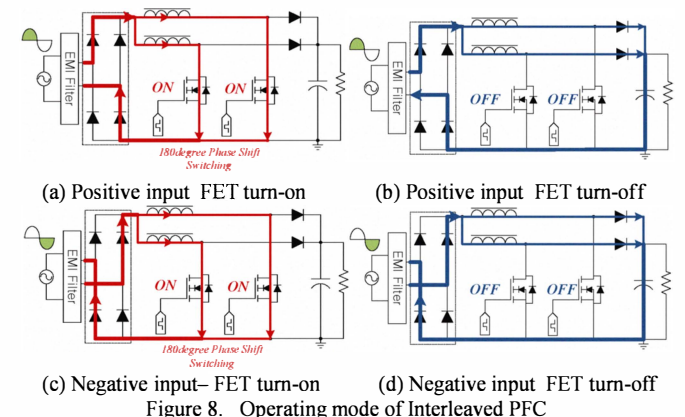 EMI Filter
ON
ON
180degree Phase Shift
Switching
EMI Filter
OFF
OFF
(a) Positive input FET turn-on
(b) Positive input FET turn-off
EMI Filter
ON
ON
180degree Phase Shift
Switching
EMI Filter
OFF
OFF
(c) Negative input– FET turn-on
(d) Negative input FET turn-off
Figure 8. Operating mode of Interleaved PFC